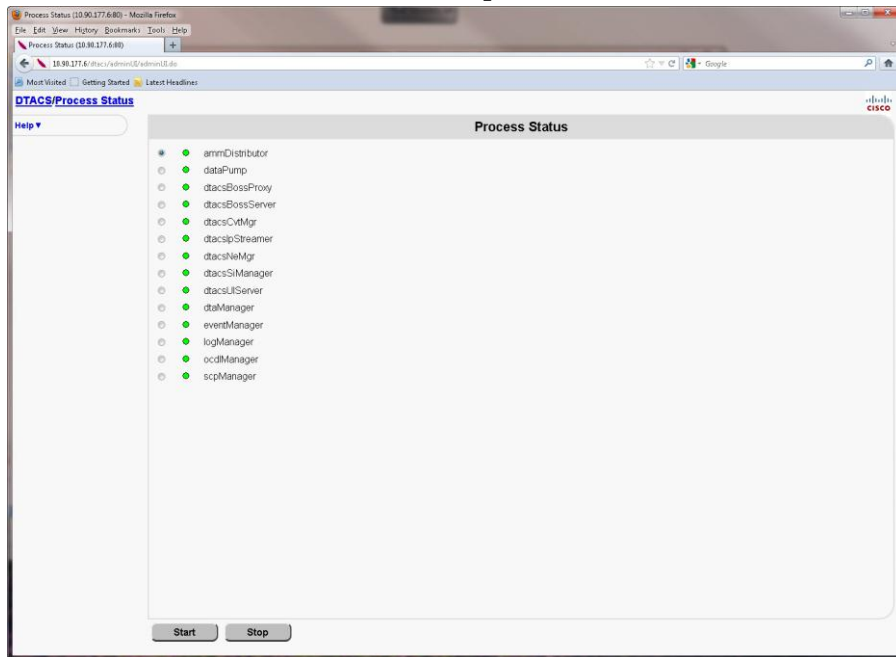 Process Status (10.90.177.6:80) - Mozilla Firefox
File Edit View History Bookmarks Tools Help
Process Status (10.90.177.6:80)
+
10.90.177.6/dtacs/adminUI/adminUI.do
Google
Most Visited Getting Started Latest Headlines
DTACS/Process Status
CISCO
Help
Process Status
ammDistributor
dataPump
dtacsBossProxy
dtacsBossServer
dtacsCvtMgr
dtacsIpStreamer
dtacsNeMgr
dtacsSiManager
dtacsUIServer
dtaManager
eventManager
logManager
ocdlManager
scpManager
Start Stop